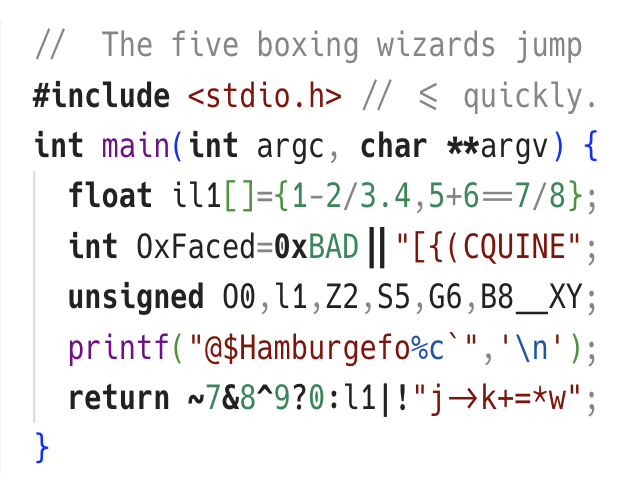 //  The five boxing wizards jump
#include <stdio.h> // <= quickly.
int main(int argc, char **argv) {
  float il1[]={1-2/3.4,5+6==7/8};
  int OxFaced=0xBAD||"[{(CQUINE";
  unsigned O0,l1,Z2,S5,G6,B8__XY;
  printf("@$Hamburgefo%c`",'\n');
  return ~7&8^9?0:l1|!"j->k+=*w";
}